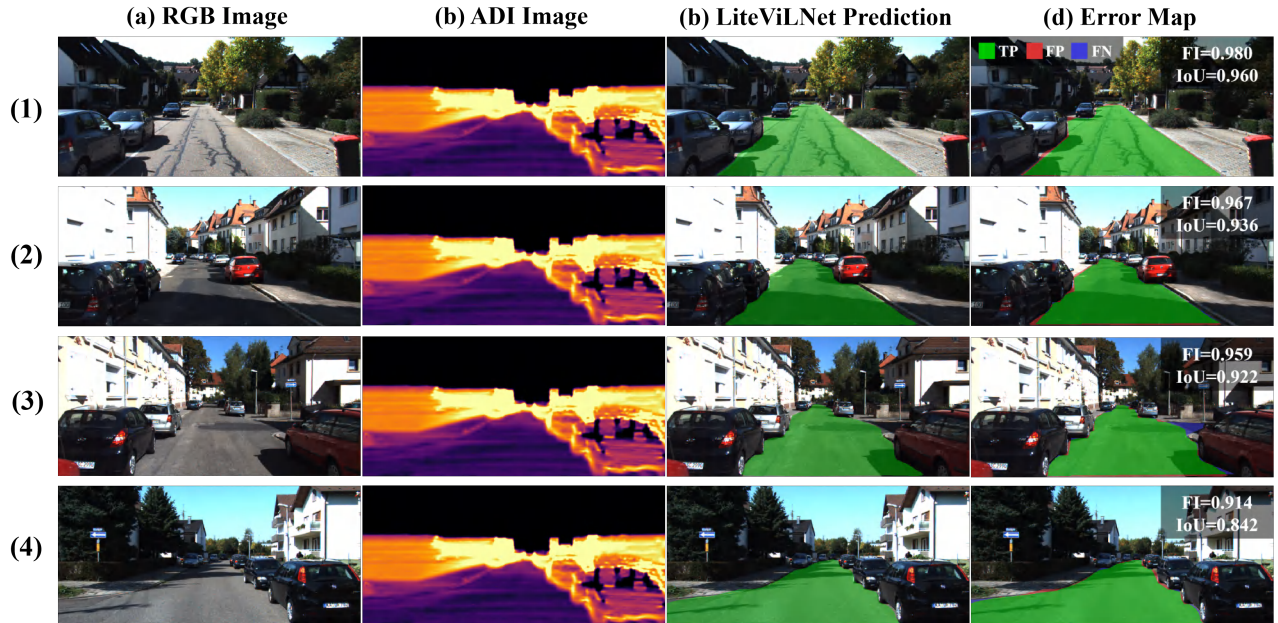 (a) RGB Image (b) ADI Image (b) LiteViLNet Prediction (d) Error Map
(1)
TP FP FN
FI=0.980
IoU=0.960
(2)
FI=0.967
IoU=0.936
(3)
FI=0.959
IoU=0.922
(4)
FI=0.914
IoU=0.842